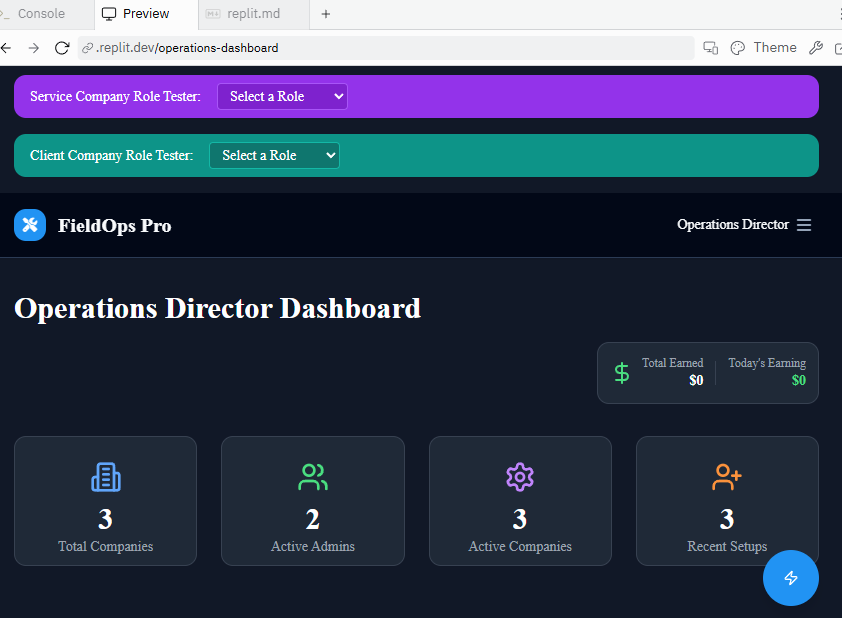 Console
Preview
replit.md
.replit.dev/operations-dashboard
Theme
Service Company Role Tester: Select a Role
Client Company Role Tester: Select a Role
FieldOps Pro
Operations Director
Operations Director Dashboard
Total Earned Today's Earning
$0 $0
3 2 3 3
Total Companies Active Admins Active Companies Recent Setups